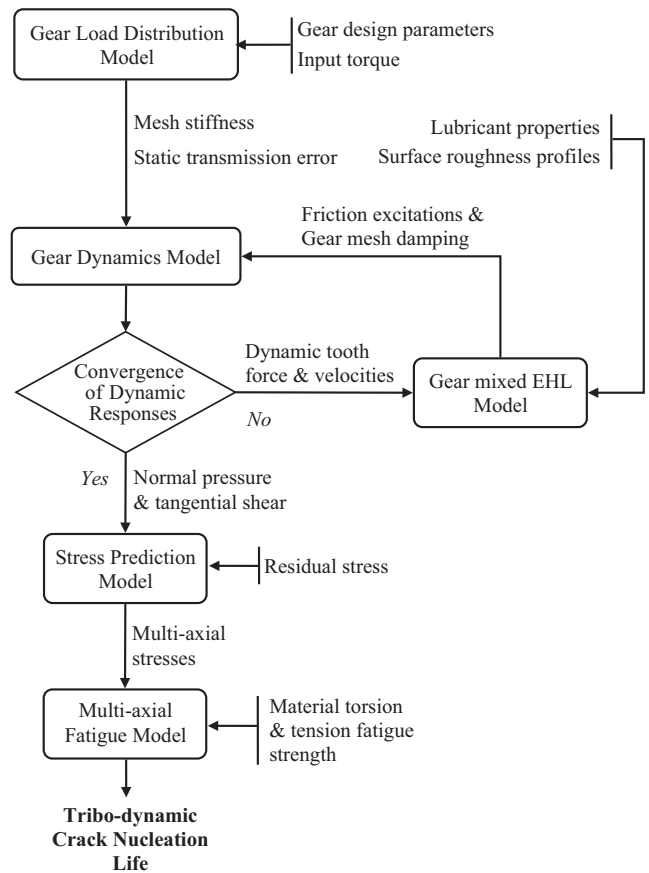 Gear Load Distribution
Model
Gear design parameters
Input torque
Mesh stiffness
Static transmission error
Lubricant properties
Surface roughness profiles
Friction excitations &
Gear mesh damping
Gear Dynamics Model
Convergence
of Dynamic
Responses
Dynamic tooth
force & velocities
No
Gear mixed EHL
Model
Yes
Normal pressure
& tangential shear
Stress Prediction
Model
Residual stress
Multi-axial
stresses
Multi-axial
Fatigue Model
Material torsion
& tension fatigue
strength
Tribo-dynamic
Crack Nucleation
Life